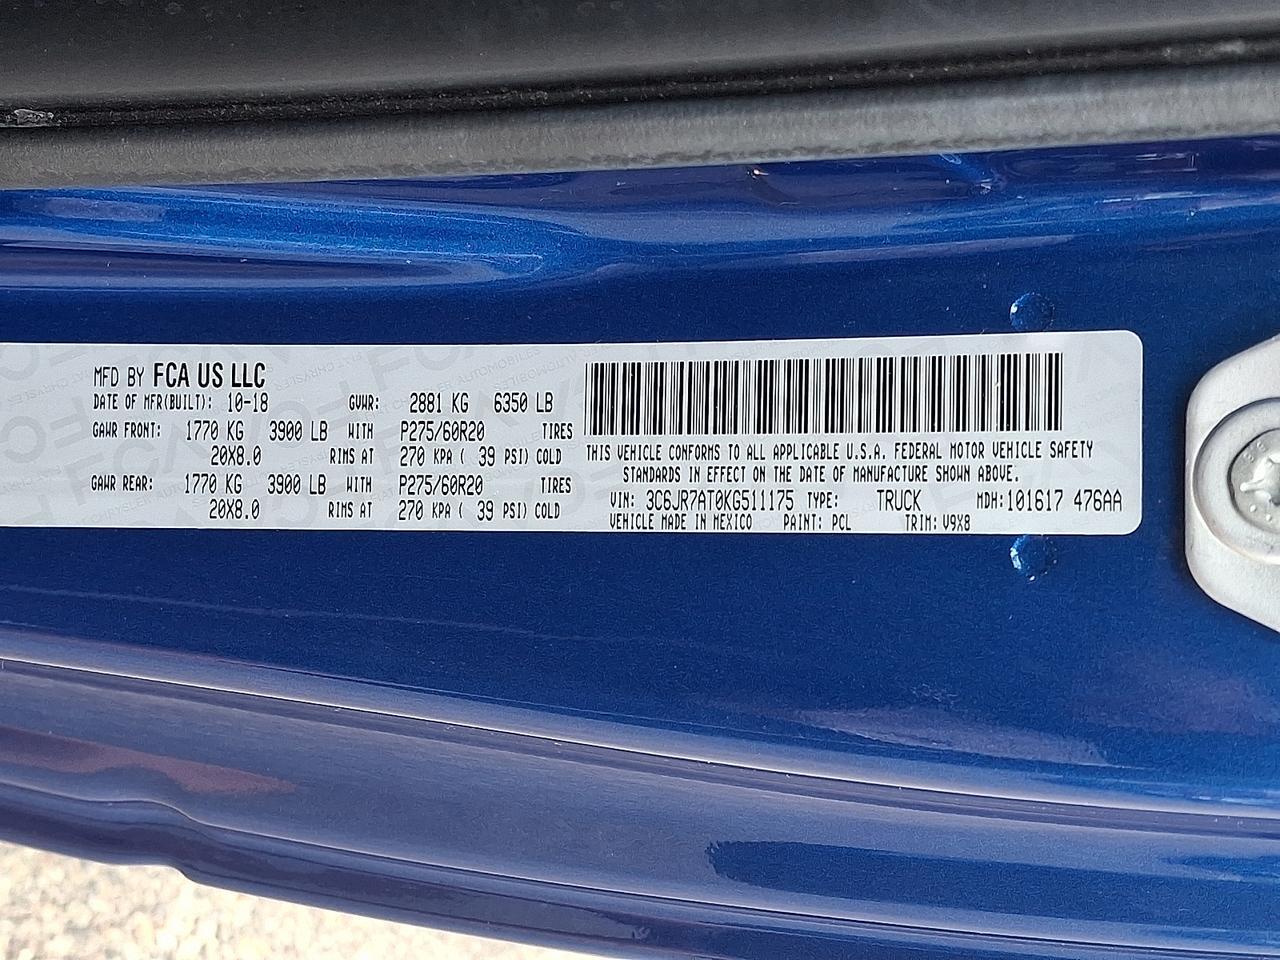 MFD BY FCA US LLC
DATE OF MFR(BUILT): 10-18 GVWR: 2881 KG 6350 LB
GAWR FRONT: 1770 KG 3900 LB WITH P275/60R20 TIRES
20X8.0 RIMS AT 270 KPA ( 39 PSI) COLD
GAWR REAR: 1770 KG 3900 LB WITH P275/60R20 TIRES
20X8.0 RIMS AT 270 KPA ( 39 PSI) COLD
THIS VEHICLE CONFORMS TO ALL APPLICABLE U.S.A. FEDERAL MOTOR VEHICLE SAFETY
STANDARDS IN EFFECT ON THE DATE OF MANUFACTURE SHOWN ABOVE.
VIN: 3C6JR7AT0KG511175 TYPE: TRUCK MDH:101617 476AA
VEHICLE MADE IN MEXICO PAINT: PCL TRIM: V9X8